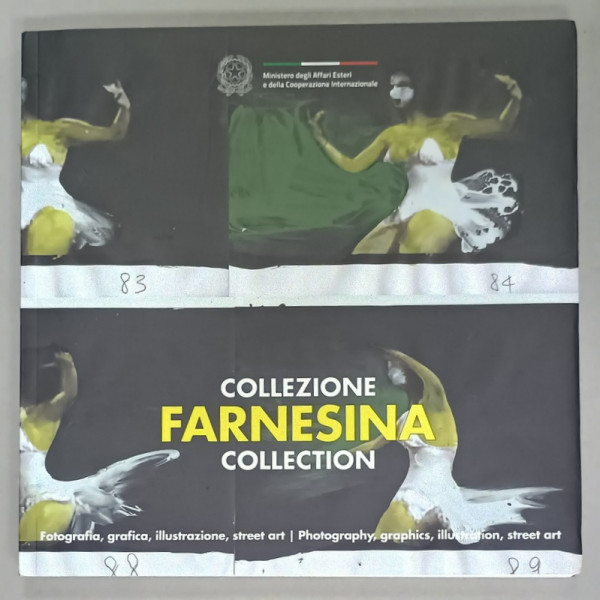 Ministero degli Affari Esteri
e della Cooperazione Internazionale
83
84
COLLEZIONE
FARNESINA
COLLECTION
Fotografia, grafica, illustrazione, street art | Photography, graphics, illustration, street art
88
89